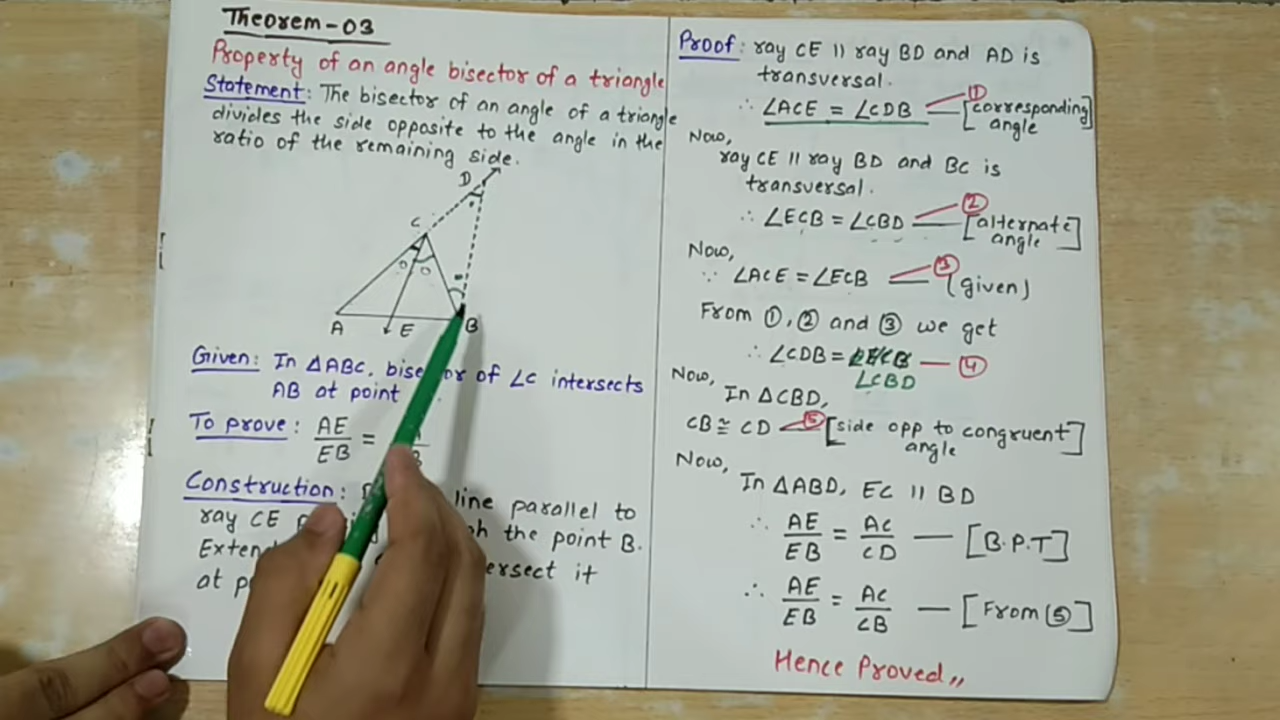 Theorem-03
Property of an angle bisector of a triangle
Statement: The bisector of an angle of a triangle
divides the side opposite to the angle in the
ratio of the remaining side.
D
C
A
E
B
Given: In ΔABC, bisector of ∠C intersects
AB at point
To prove: AE/EB =
Construction: line parallel to
ray CE the point B.
Exten ersect it
at
Proof: ray CE || ray BD and AD is
transversal.
∴ ∠ACE = ∠CDB — ① [corresponding
angle]
Now,
ray CE || ray BD and BC is
transversal.
∴ ∠ECB = ∠CBD — ② [alternate
angle]
Now,
∵ ∠ACE = ∠ECB — ③ (given)
From ①, ② and ③ we get
∴ ∠CDB = — ④
∠CBD
Now,
In ΔCBD,
CB ≅ CD — ⑤ [side opp to congruent
angle]
Now,
In ΔABD, EC || BD
∴ AE/EB = AC/CD — [B.P.T]
∴ AE/EB = AC/CB — [From ⑤]
Hence Proved,,